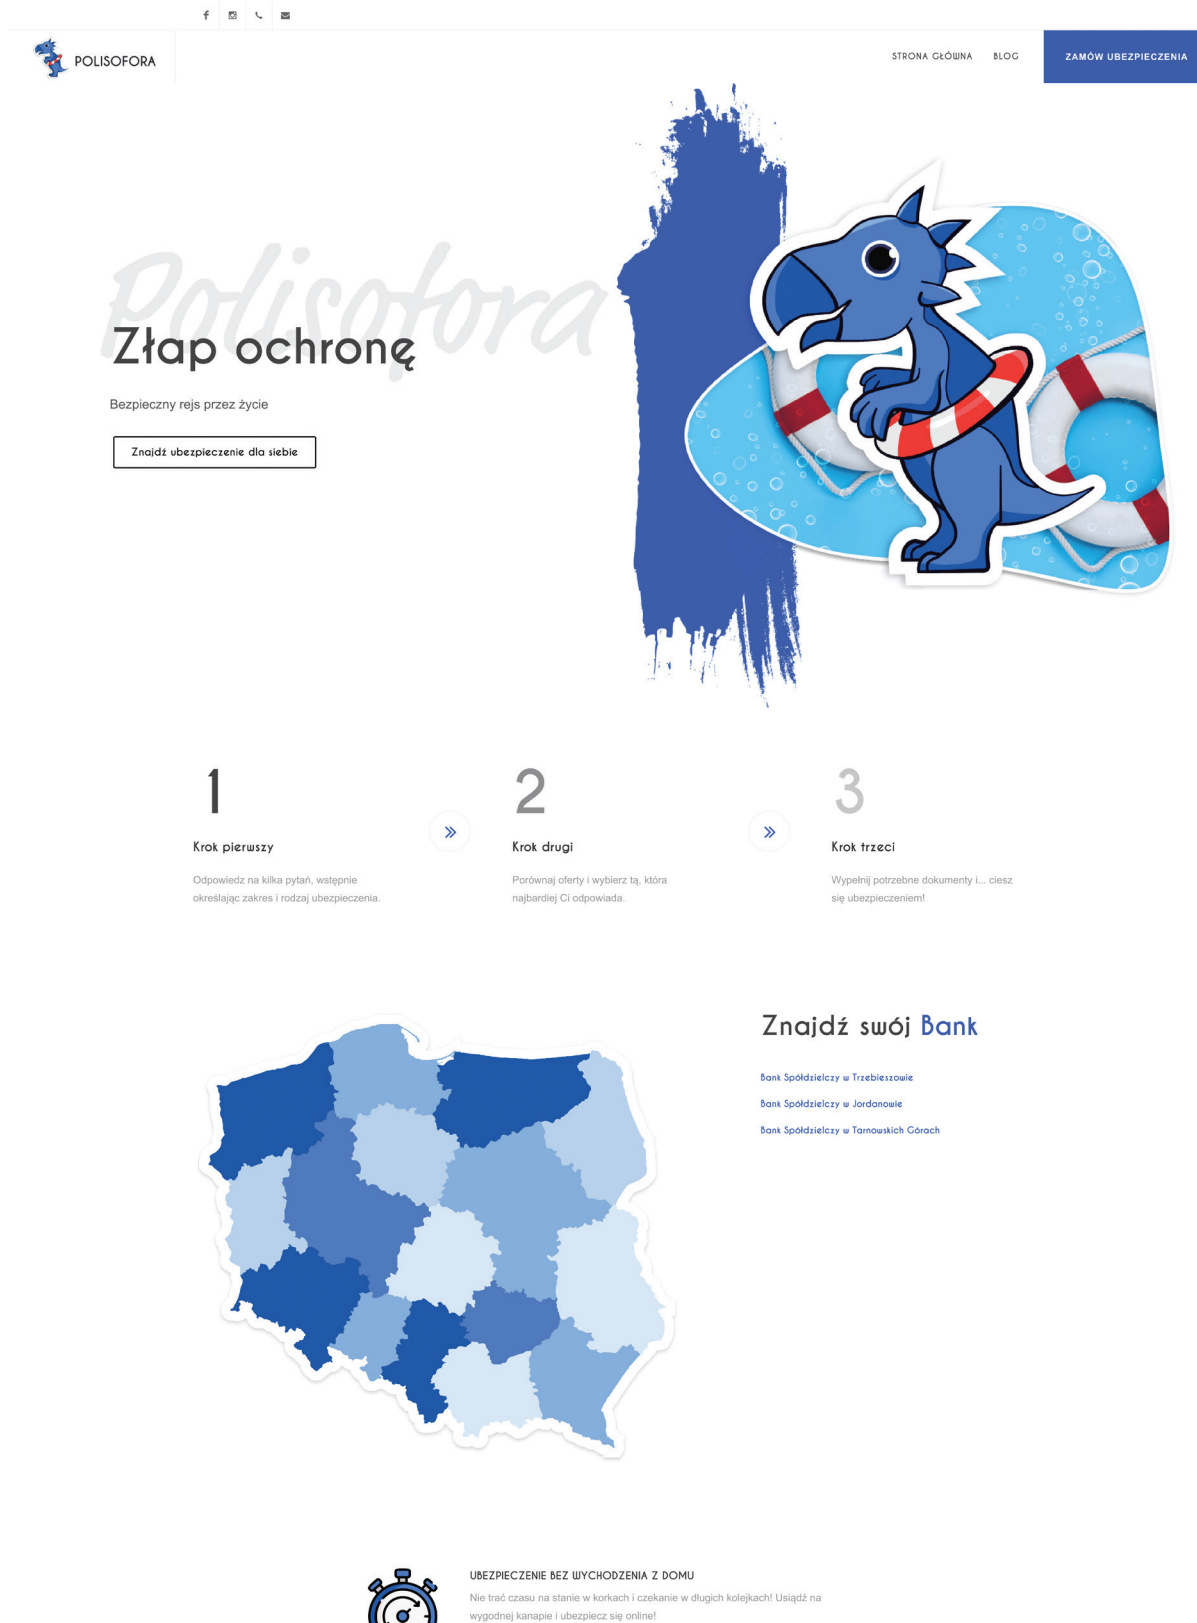 POLISOFORA
STRONA GŁÓWNA
BLOG
ZAMÓW UBEZPIECZENIA
Polisofora
Złap ochronę
Bezpieczny rejs przez życie
Znajdź ubezpieczenie dla siebie
1
Krok pierwszy
Odpowiedz na kilka pytań, wstępnie
określając zakres i rodzaj ubezpieczenia.
2
Krok drugi
Porównaj oferty i wybierz tą, która
najbardziej Ci odpowiada.
3
Krok trzeci
Wypełnij potrzebne dokumenty i... ciesz
się ubezpieczeniem!
Znajdź swój Bank
Bank Spółdzielczy w Trzebieszowie
Bank Spółdzielczy w Jordanowie
Bank Spółdzielczy w Tarnowskich Górach
UBEZPIECZENIE BEZ WYCHODZENIA Z DOMU
Nie trać czasu na stanie w korkach i czekanie w długich kolejkach! Usiądź na
wygodnej kanapie i ubezpiecz się online!